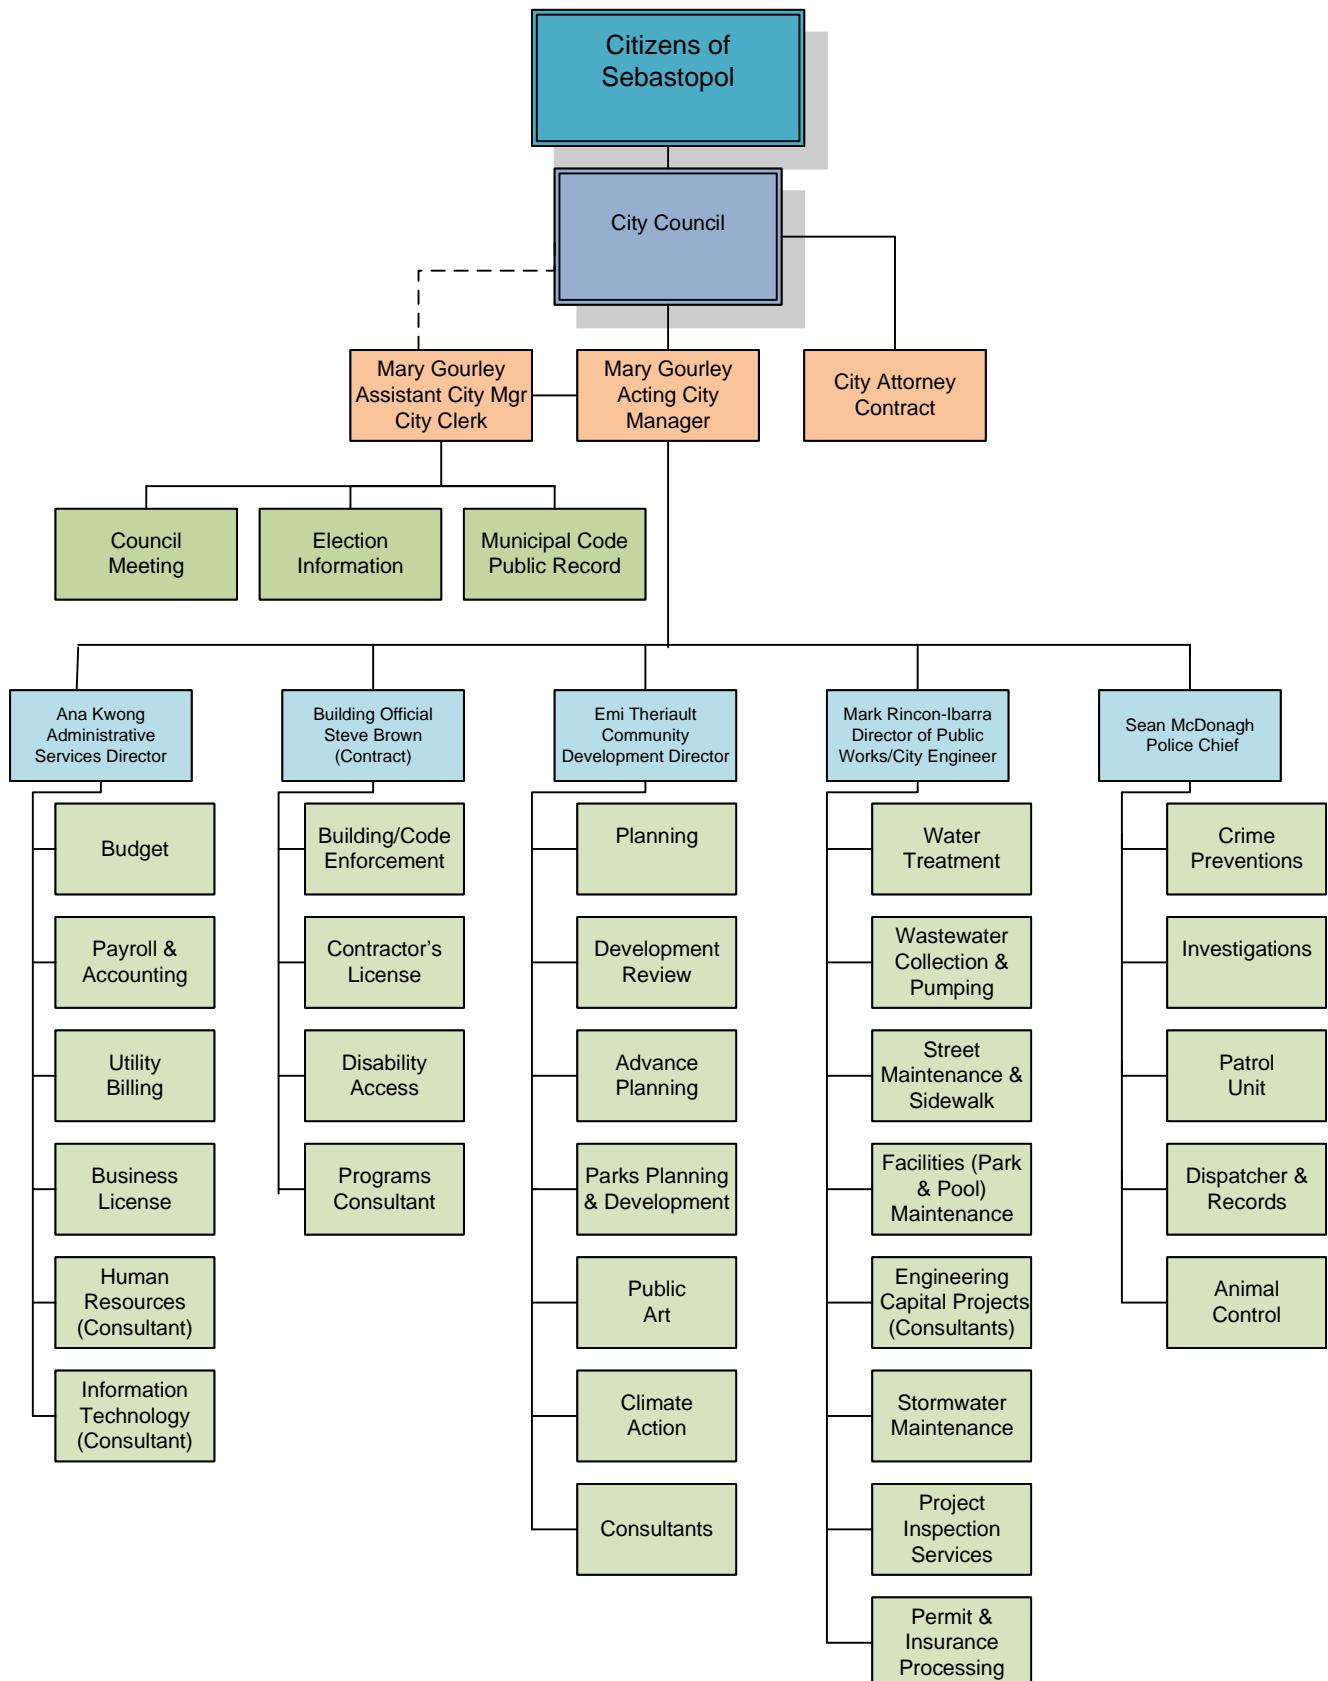 Citizens of
Sebastopol
City Council
Mary Gourley
Assistant City Mgr
City Clerk
Mary Gourley
Acting City
Manager
City Attorney
Contract
Council
Meeting
Election
Information
Municipal Code
Public Record
Ana Kwong
Administrative
Services Director
Building Official
Steve Brown
(Contract)
Emi Theriault
Community
Development Director
Mark Rincon-Ibarra
Director of Public
Works/City Engineer
Sean McDonagh
Police Chief
Budget
Payroll &
Accounting
Utility
Billing
Business
License
Human
Resources
(Consultant)
Information
Technology
(Consultant)
Building/Code
Enforcement
Contractor’s
License
Disability
Access
Programs
Consultant
Planning
Development
Review
Advance
Planning
Parks Planning
& Development
Public
Art
Climate
Action
Consultants
Water
Treatment
Wastewater
Collection &
Pumping
Street
Maintenance &
Sidewalk
Facilities (Park
& Pool)
Maintenance
Engineering
Capital Projects
(Consultants)
Stormwater
Maintenance
Project
Inspection
Services
Permit &
Insurance
Processing
Crime
Preventions
Investigations
Patrol
Unit
Dispatcher &
Records
Animal
Control